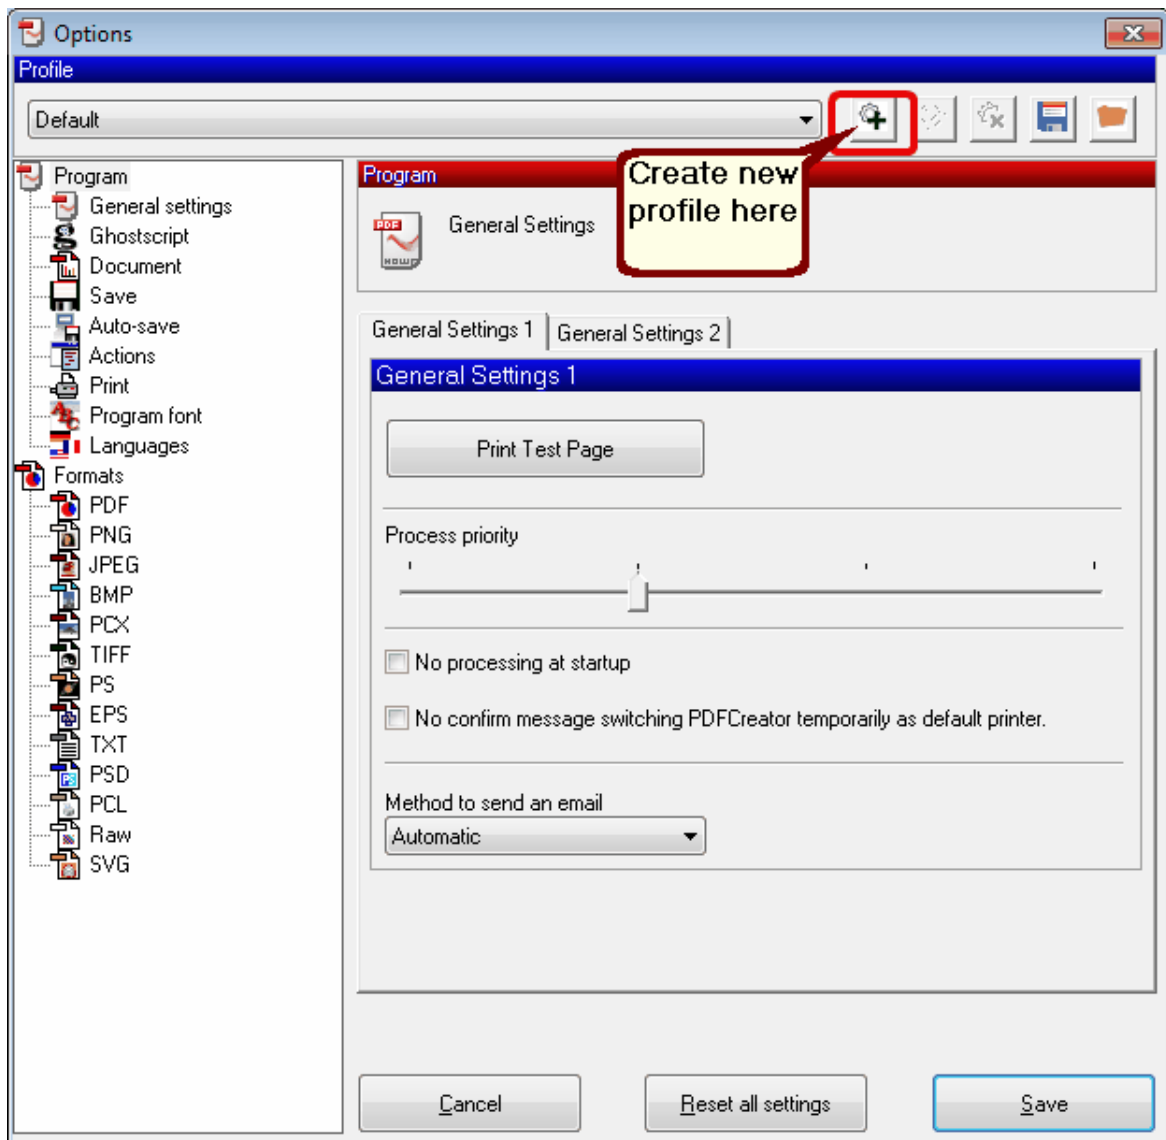 Options
Profile
Default
Create new
profile here
Program
General settings
Ghostscript
Document
Save
Auto-save
Actions
Print
Program font
Languages
Formats
PDF
PNG
JPEG
BMP
PCX
TIFF
PS
EPS
TXT
PSD
PCL
Raw
SVG
Program
PDF
General Settings
General Settings 1
General Settings 2
General Settings 1
Print Test Page
Process priority
No processing at startup
No confirm message switching PDFCreator temporarily as default printer.
Method to send an email
Automatic
Cancel
Reset all settings
Save